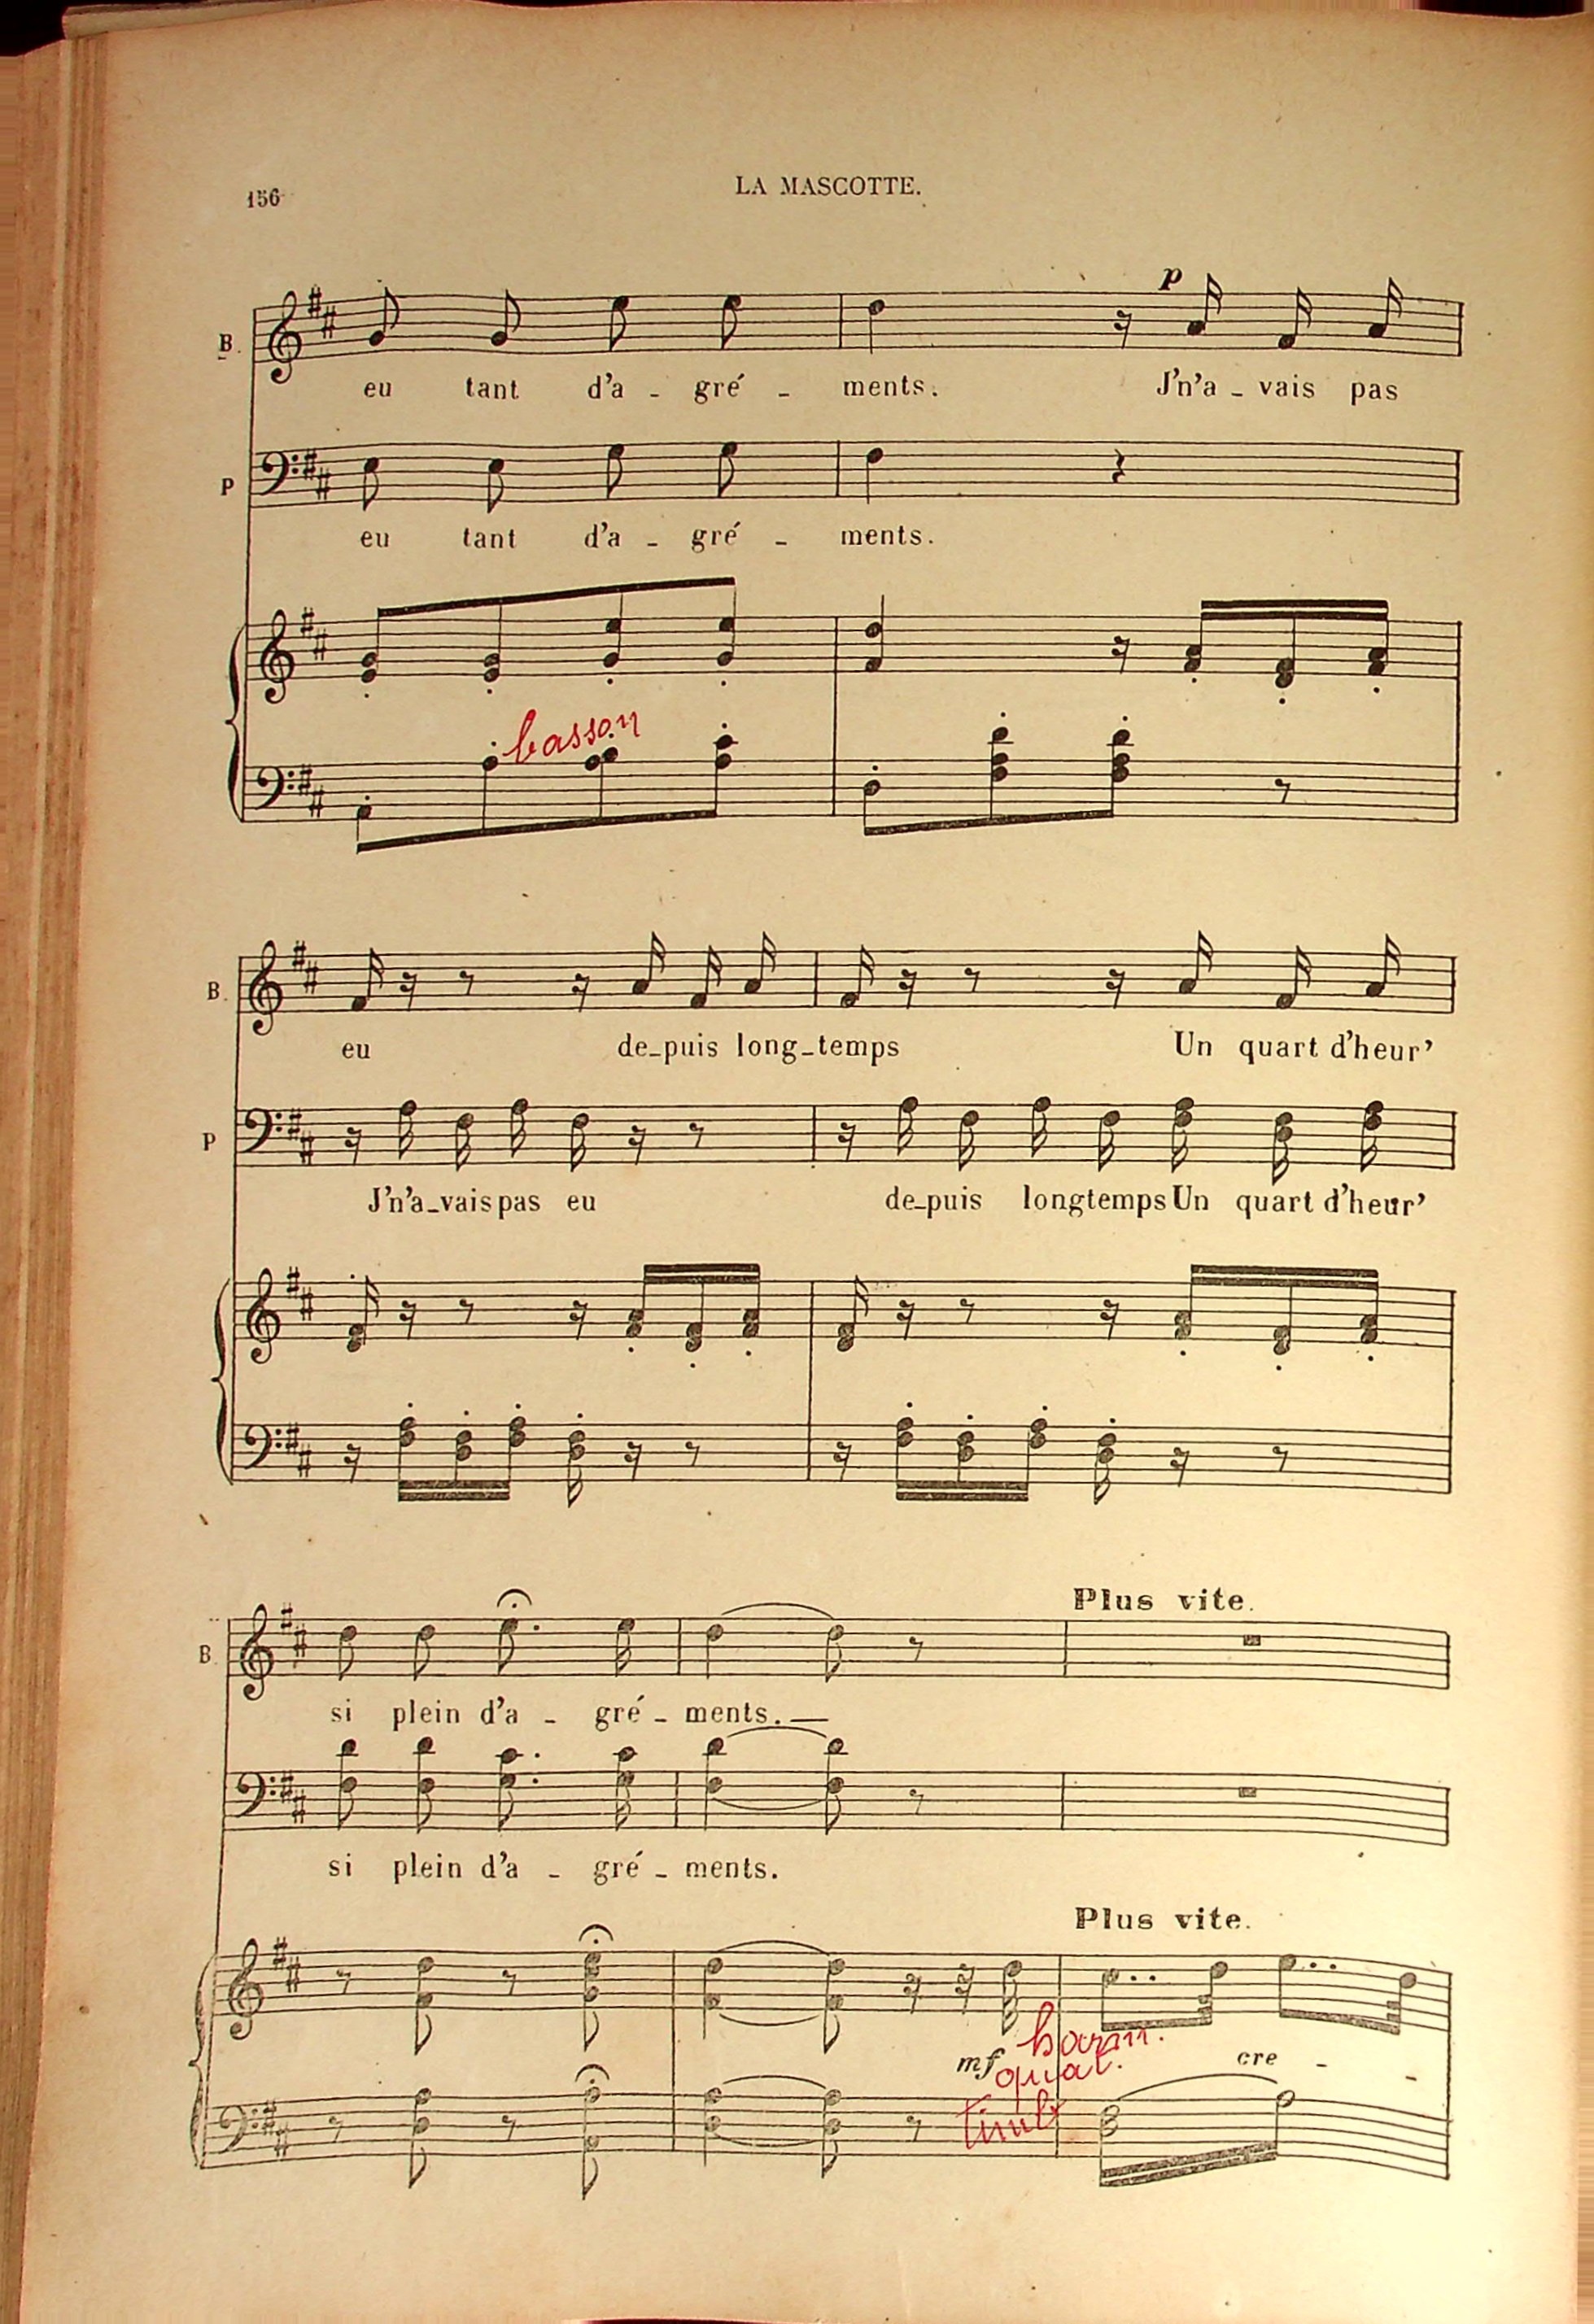 156
LA MASCOTTE.
p
B.
eu tant d'a - gré - ments. J'n'a - vais pas
P
eu tant d'a - gré - ments.
basson
B.
eu de-puis long-temps Un quart d'heur'
P
J'n'a-vais pas eu de-puis longtemps Un quart d'heur'
Plus vite.
B
si plein d'a - gré - ments.
si plein d'a - gré - ments.
Plus vite.
mf harm. cre -
quat.
timb